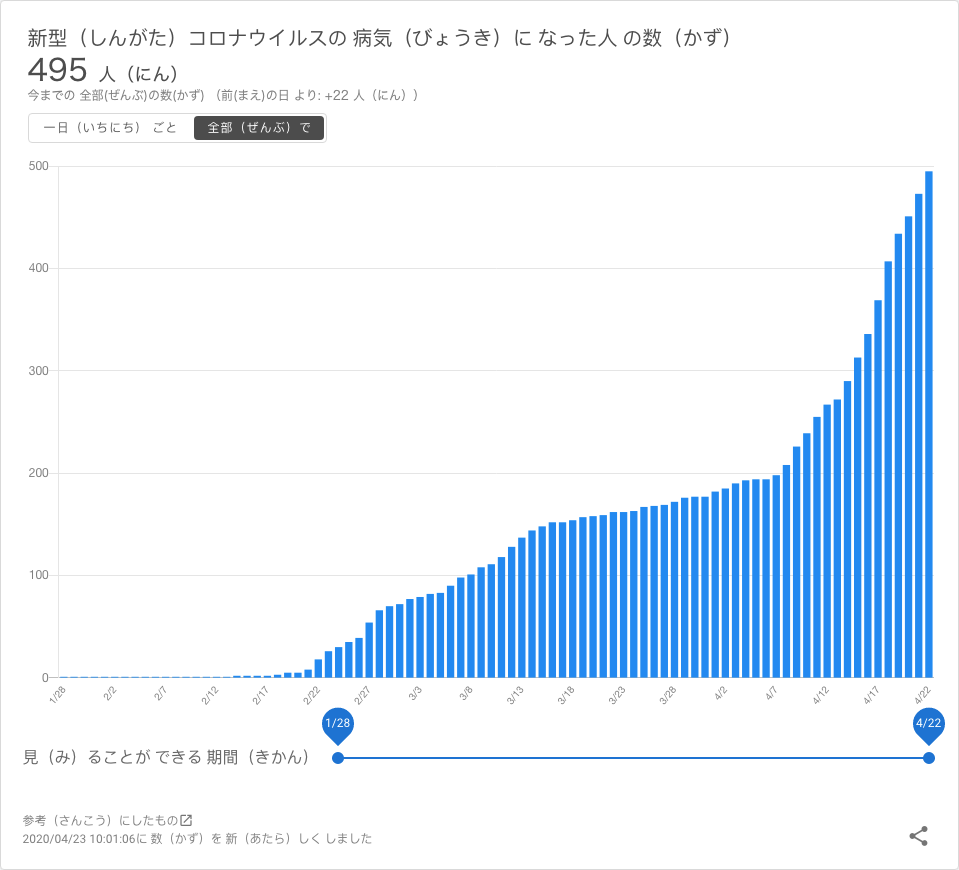 新型（しんがた）コロナウイルスの 病気（びょうき）に なった人 の数（かず）
495 人（にん）
今までの 全部(ぜんぶ)の数(かず) （前(まえ)の日 より: +22 人（にん））
一日（いちにち） ごと 全部（ぜんぶ）で
500
400
300
200
100
0
1/28 2/2 2/7 2/12 2/17 2/22 2/27 3/3 3/8 3/13 3/18 3/23 3/28 4/2 4/7 4/12 4/17 4/22
1/28 4/22
見（み）ることが できる 期間（きかん）
参考（さんこう）にしたもの
2020/04/23 10:01:06に 数（かず）を 新（あたら）しく しました